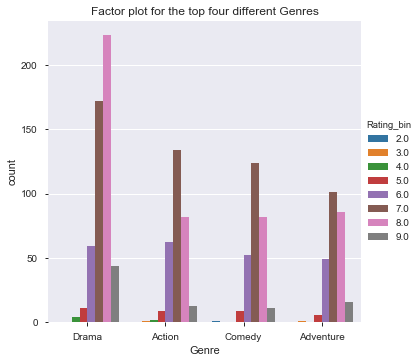 Factor plot for the top four different Genres
200
150
100
50
0
count
Drama
Action
Comedy
Adventure
Genre
Rating_bin
2.0
3.0
4.0
5.0
6.0
7.0
8.0
9.0